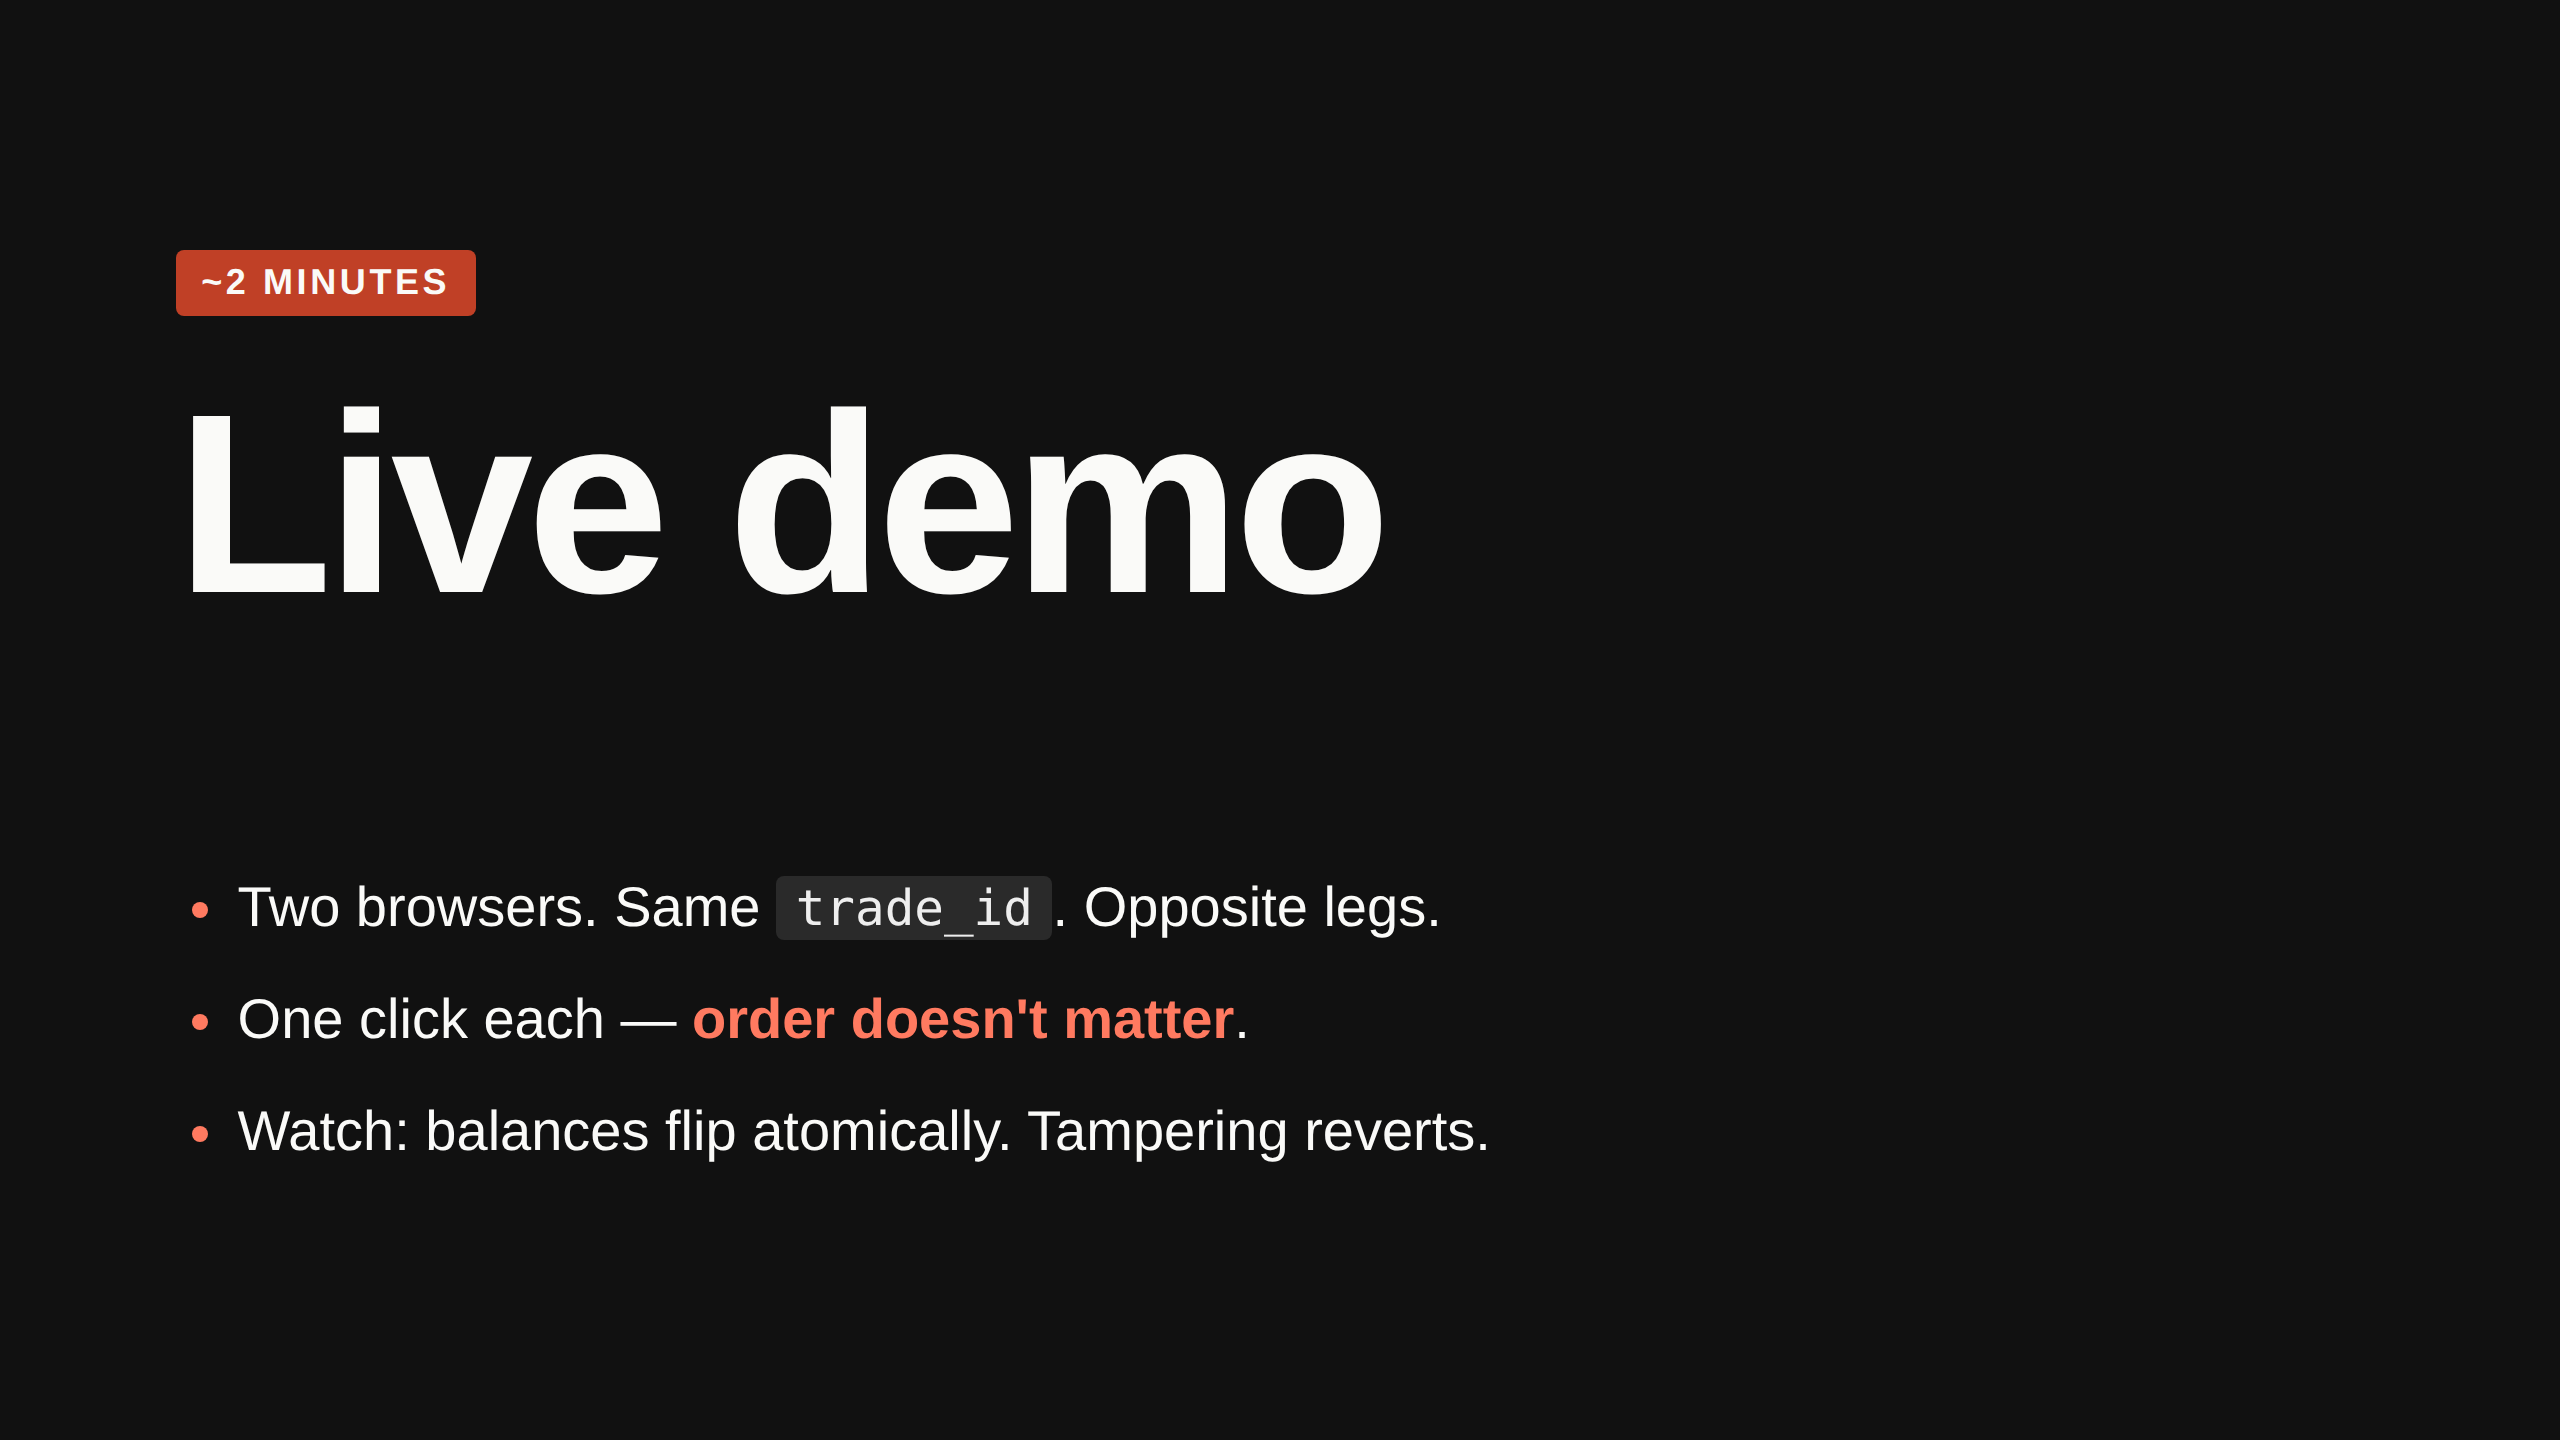 ~2 MINUTES
Live demo
• Two browsers. Same trade_id. Opposite legs.
• One click each — order doesn't matter.
• Watch: balances flip atomically. Tampering reverts.